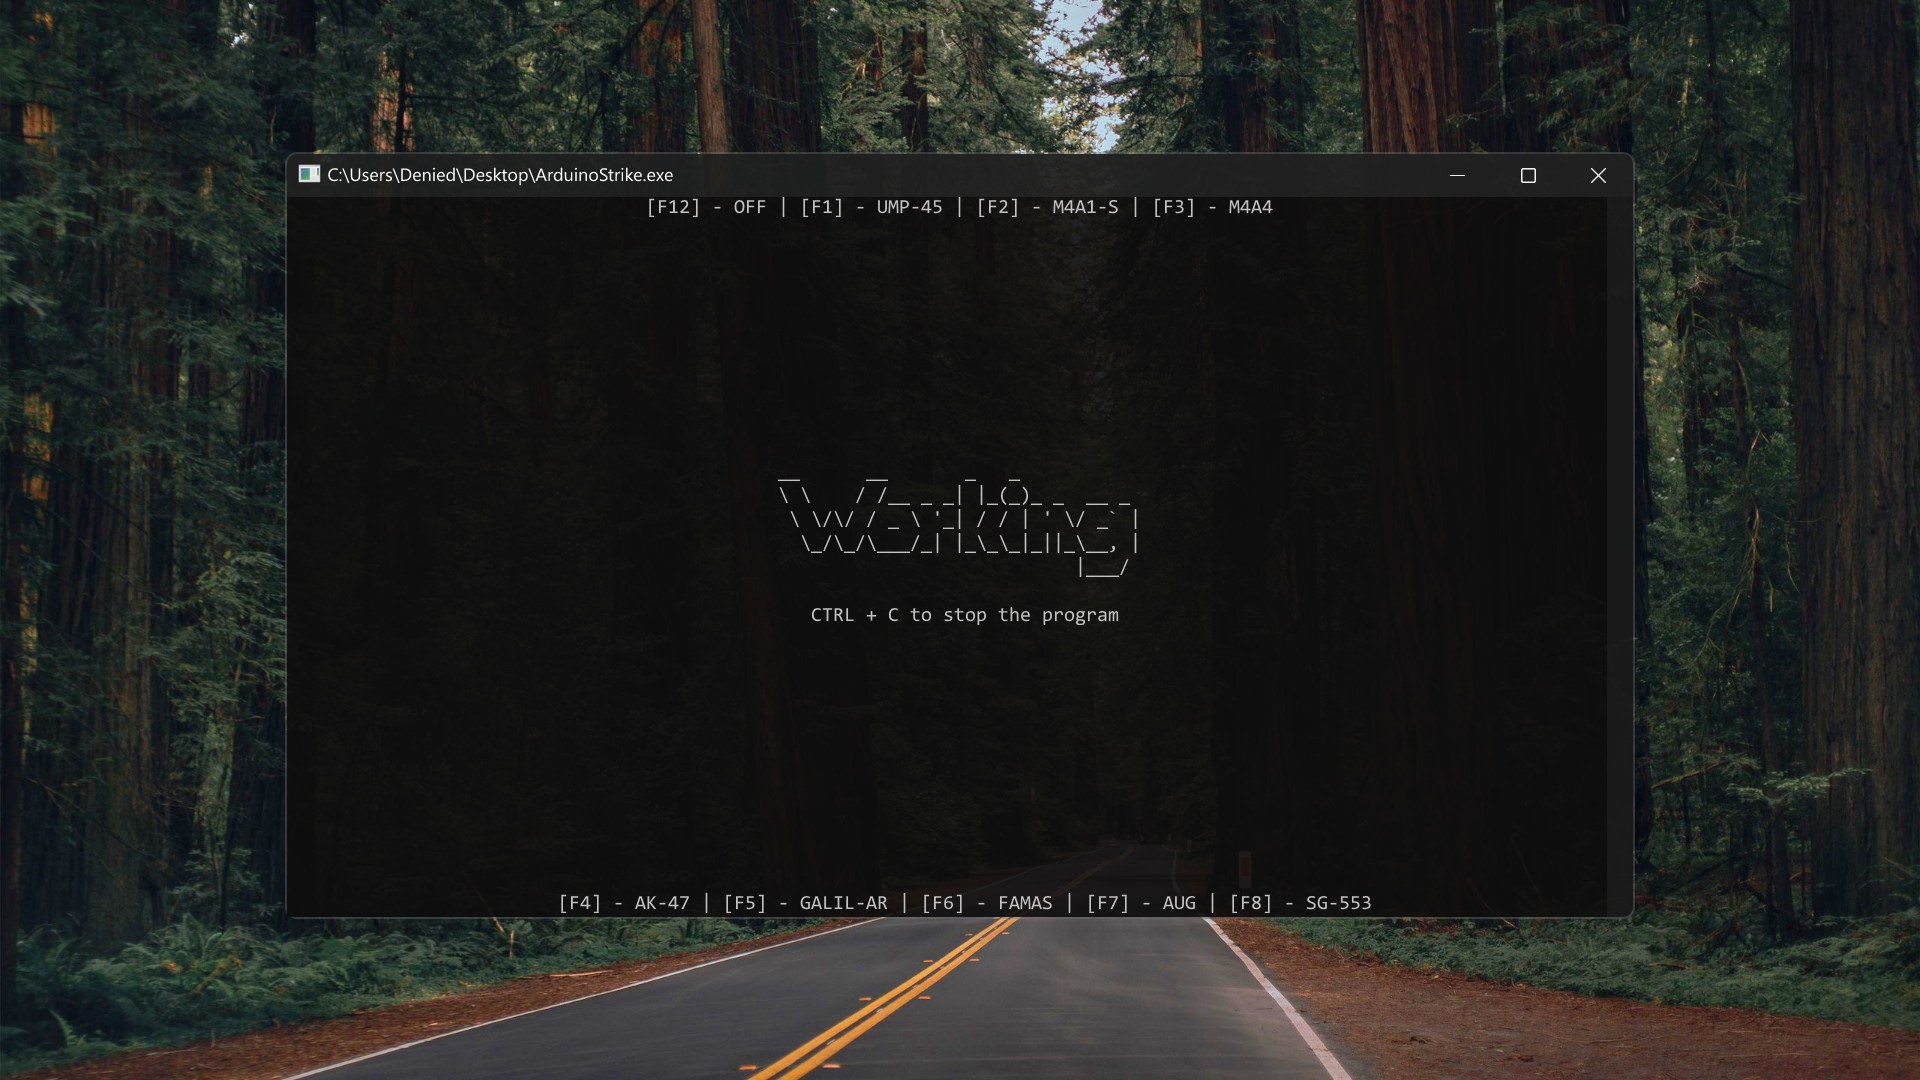 C:\Users\Denied\Desktop\ArduinoStrike.exe
[F12] - OFF | [F1] - UMP-45 | [F2] - M4A1-S | [F3] - M4A4
Working
CTRL + C to stop the program
[F4] - AK-47 | [F5] - GALIL-AR | [F6] - FAMAS | [F7] - AUG | [F8] - SG-553